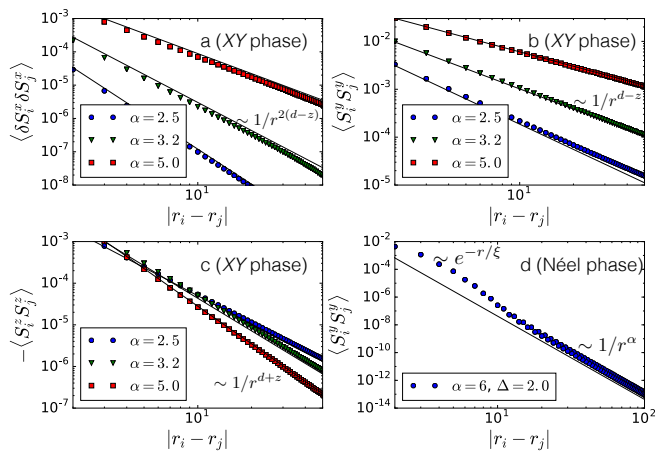 a (XY phase)
10^-3
10^-4
10^-5
10^-6
10^-7
10^-8
⟨δS_i^x δS_j^x⟩
∼ 1/r^{2(d−z)}
α=2.5
α=3.2
α=5.0
10^1
|r_i − r_j|
b (XY phase)
10^-2
10^-3
10^-4
10^-5
⟨S_i^y S_j^y⟩
∼ 1/r^{d−z}
α=2.5
α=3.2
α=5.0
10^1
|r_i − r_j|
c (XY phase)
10^-3
10^-4
10^-5
10^-6
10^-7
−⟨S_i^z S_j^z⟩
α=2.5
α=3.2
α=5.0
∼ 1/r^{d+z}
10^1
|r_i − r_j|
d (Néel phase)
10^-2
10^-4
10^-6
10^-8
10^-10
10^-12
10^-14
⟨S_i^y S_j^y⟩
∼ e^{−r/ξ}
∼ 1/r^α
α=6, Δ=2.0
10^1
10^2
|r_i − r_j|